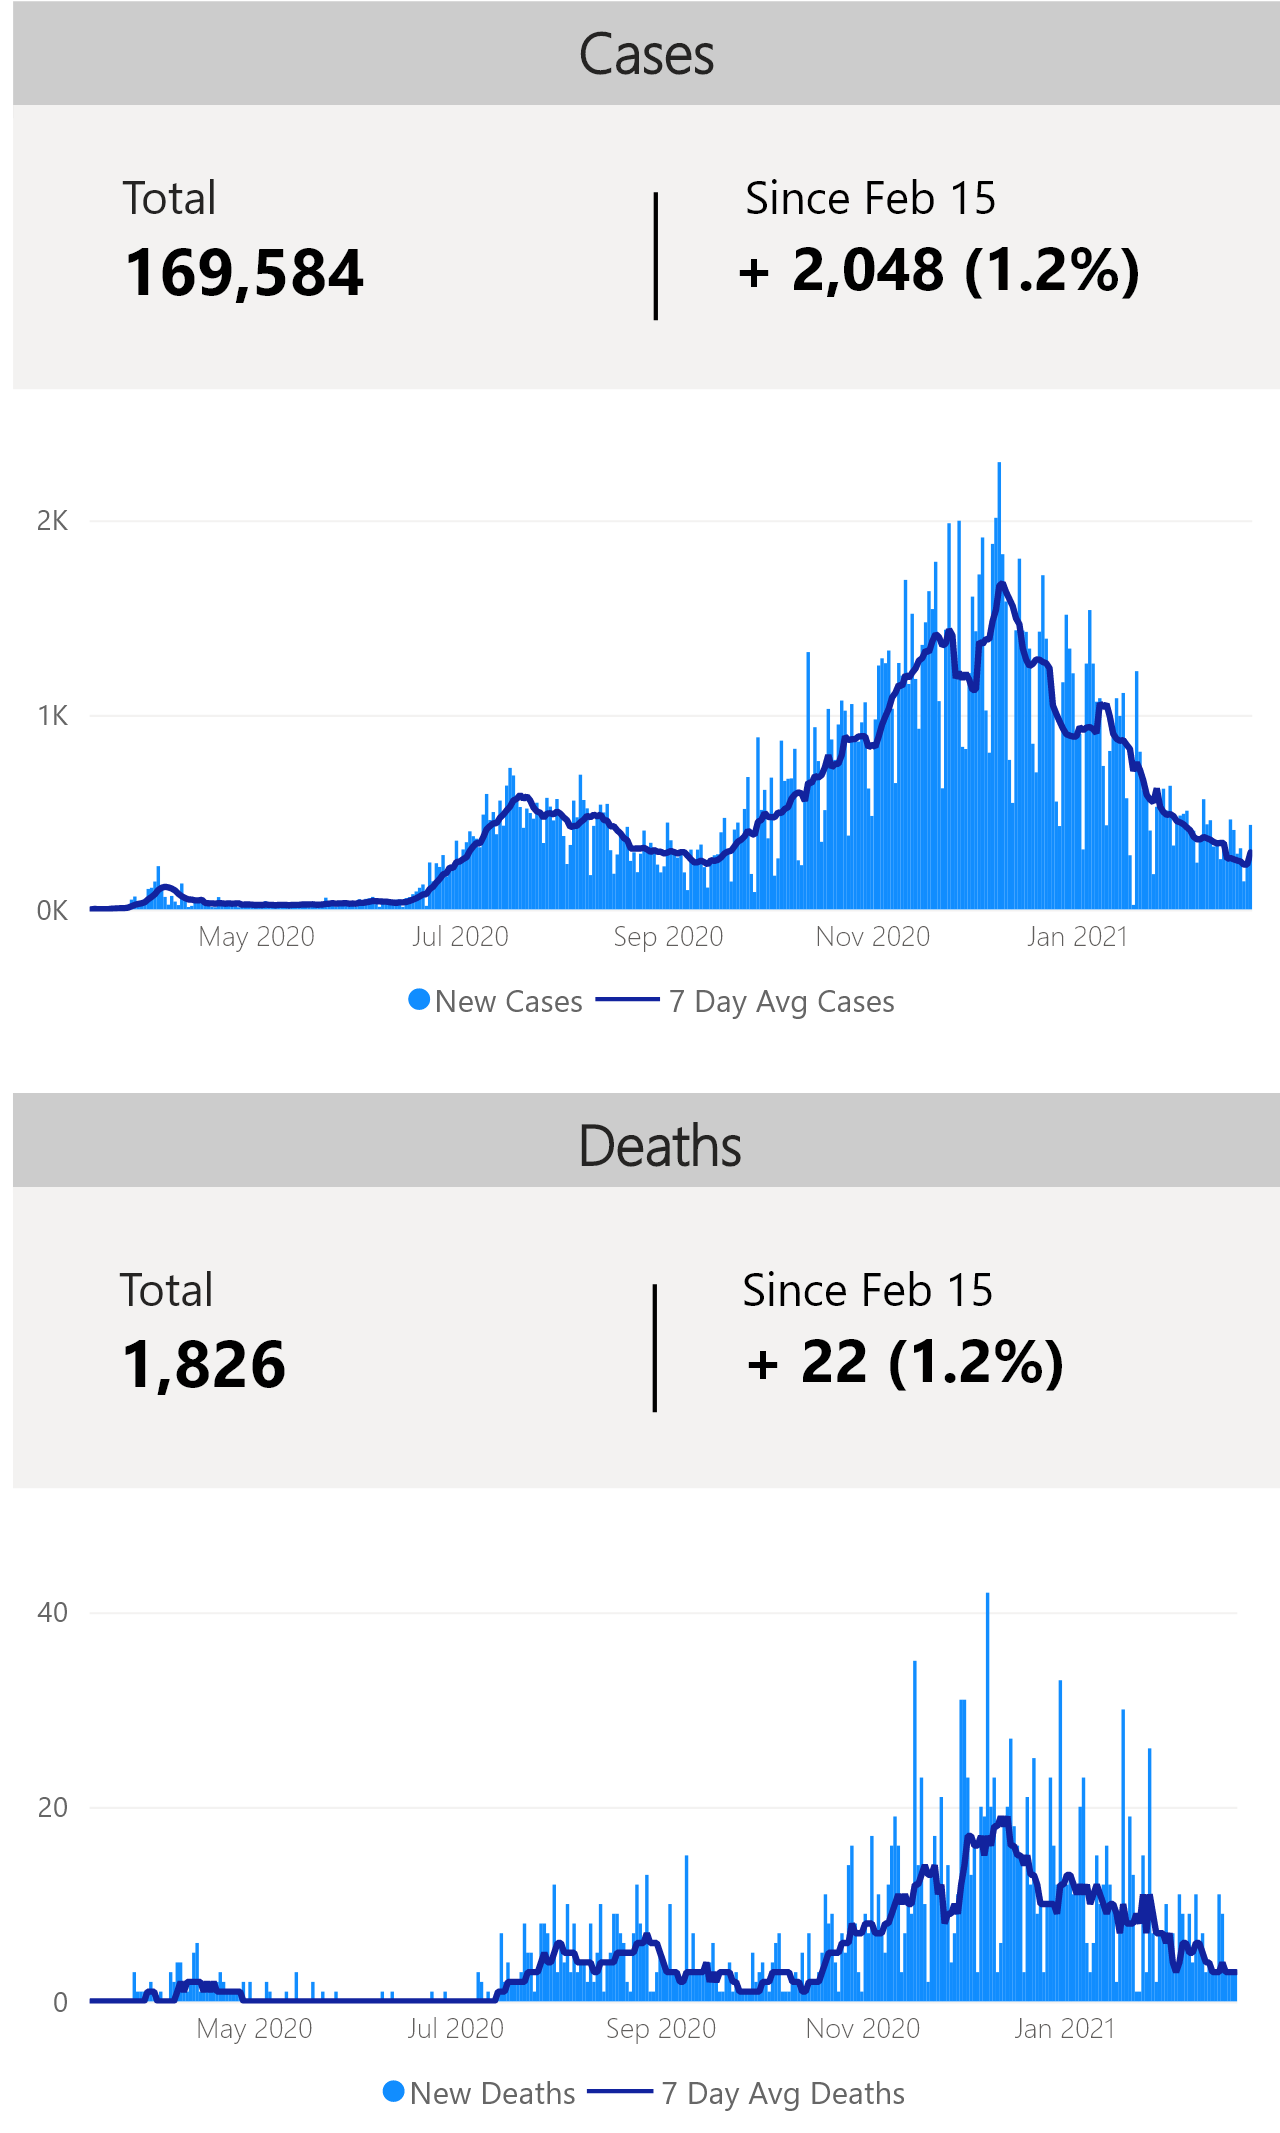 Cases
Total
Since Feb 15
169,584
+ 2,048 (1.2%)
2K
1K
0K
May 2020
Jul 2020
Sep 2020
Nov 2020
Jan 2021
New Cases
7 Day Avg Cases
Deaths
Total
Since Feb 15
1,826
+ 22 (1.2%)
40
20
0
May 2020
Jul 2020
Sep 2020
Nov 2020
Jan 2021
New Deaths
7 Day Avg Deaths